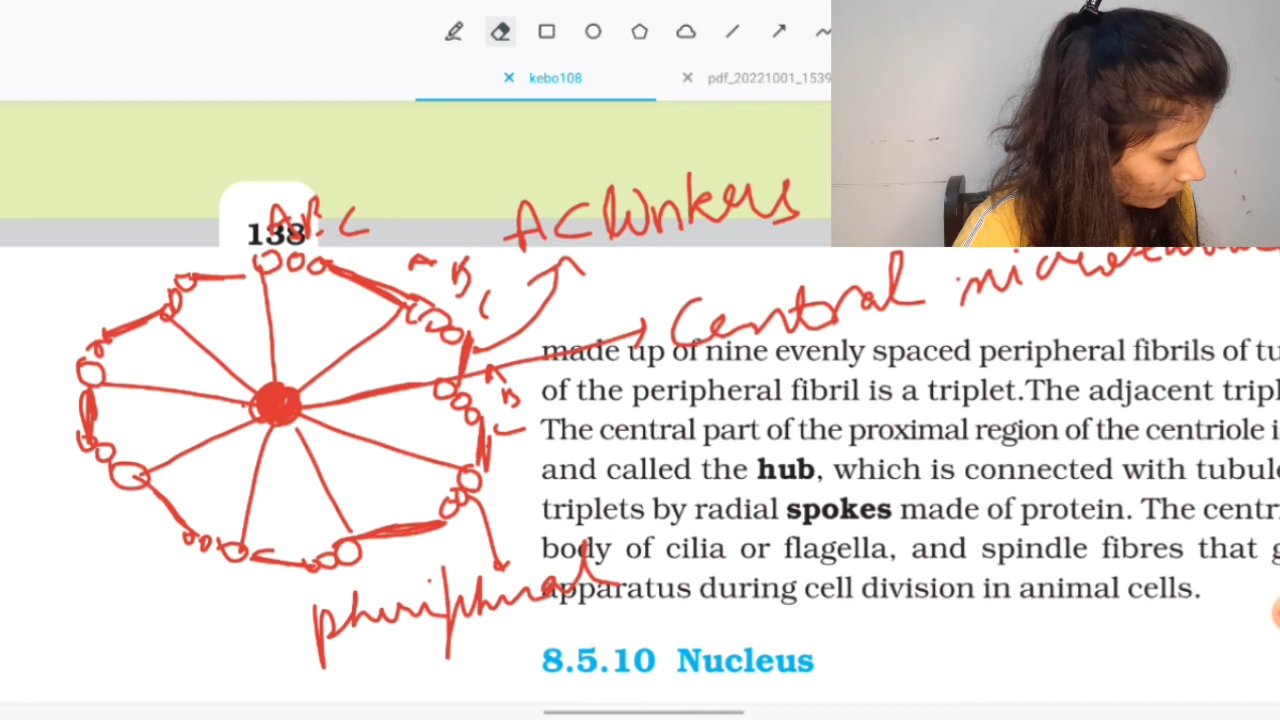 kebo108
pdf_20221001_1539
A B C
138
AC Linkers
A B C
Central
made up of nine evenly spaced peripheral fibrils of tu
A B C
of the peripheral fibril is a triplet.The adjacent tripl
The central part of the proximal region of the centriole i
and called the hub, which is connected with tubul
triplets by radial spokes made of protein. The centr
body of cilia or flagella, and spindle fibres that g
apparatus during cell division in animal cells.
pheriphral
8.5.10 Nucleus